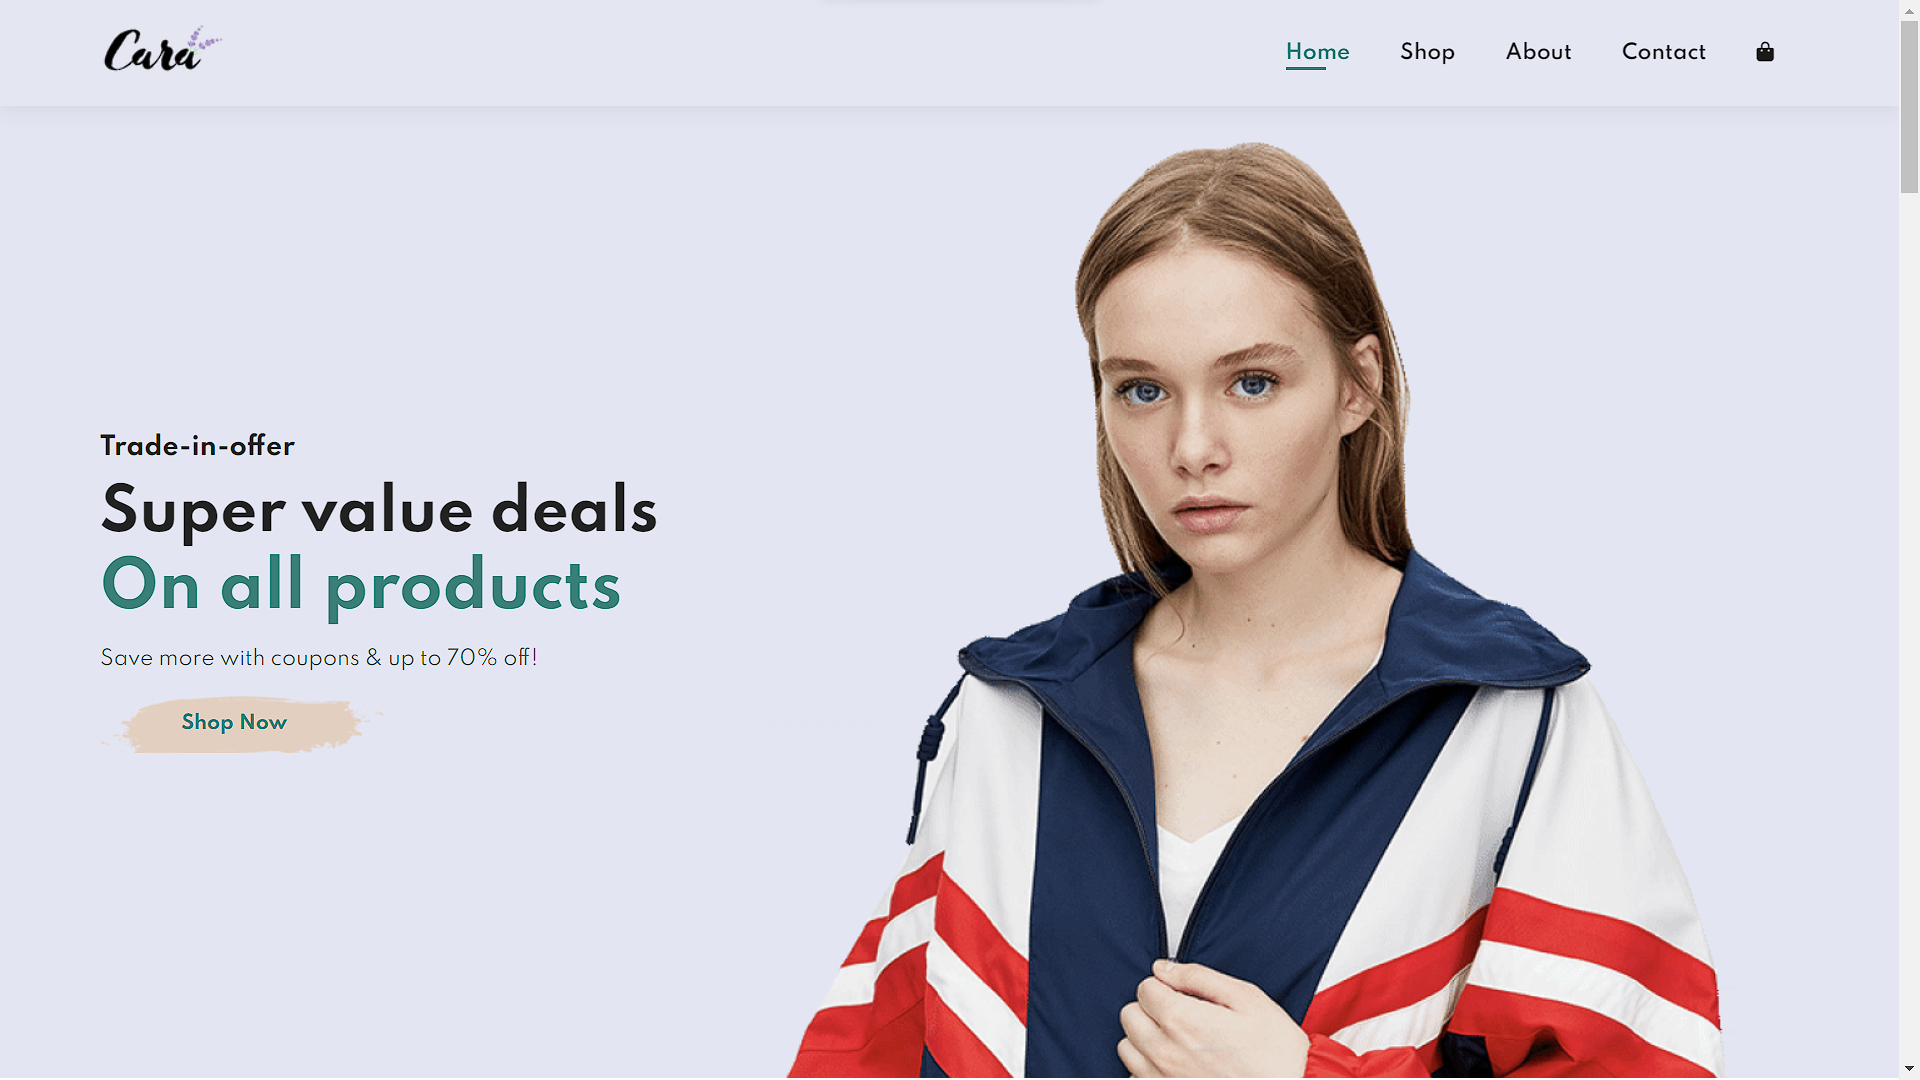 Cara
Home Shop About Contact
Trade-in-offer
Super value deals
On all products
Save more with coupons & up to 70% off!
Shop Now